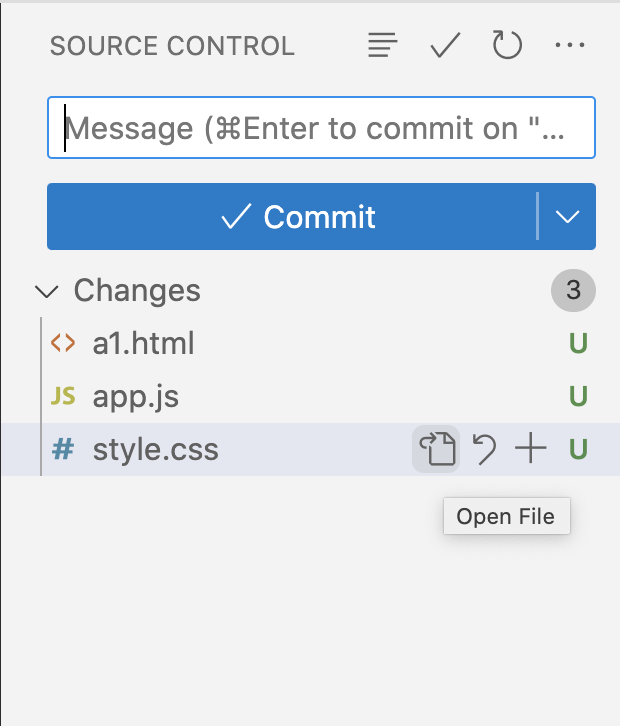 SOURCE CONTROL
Message (⌘Enter to commit on "...
Commit
Changes 3
a1.html U
JS app.js U
# style.css U
Open File